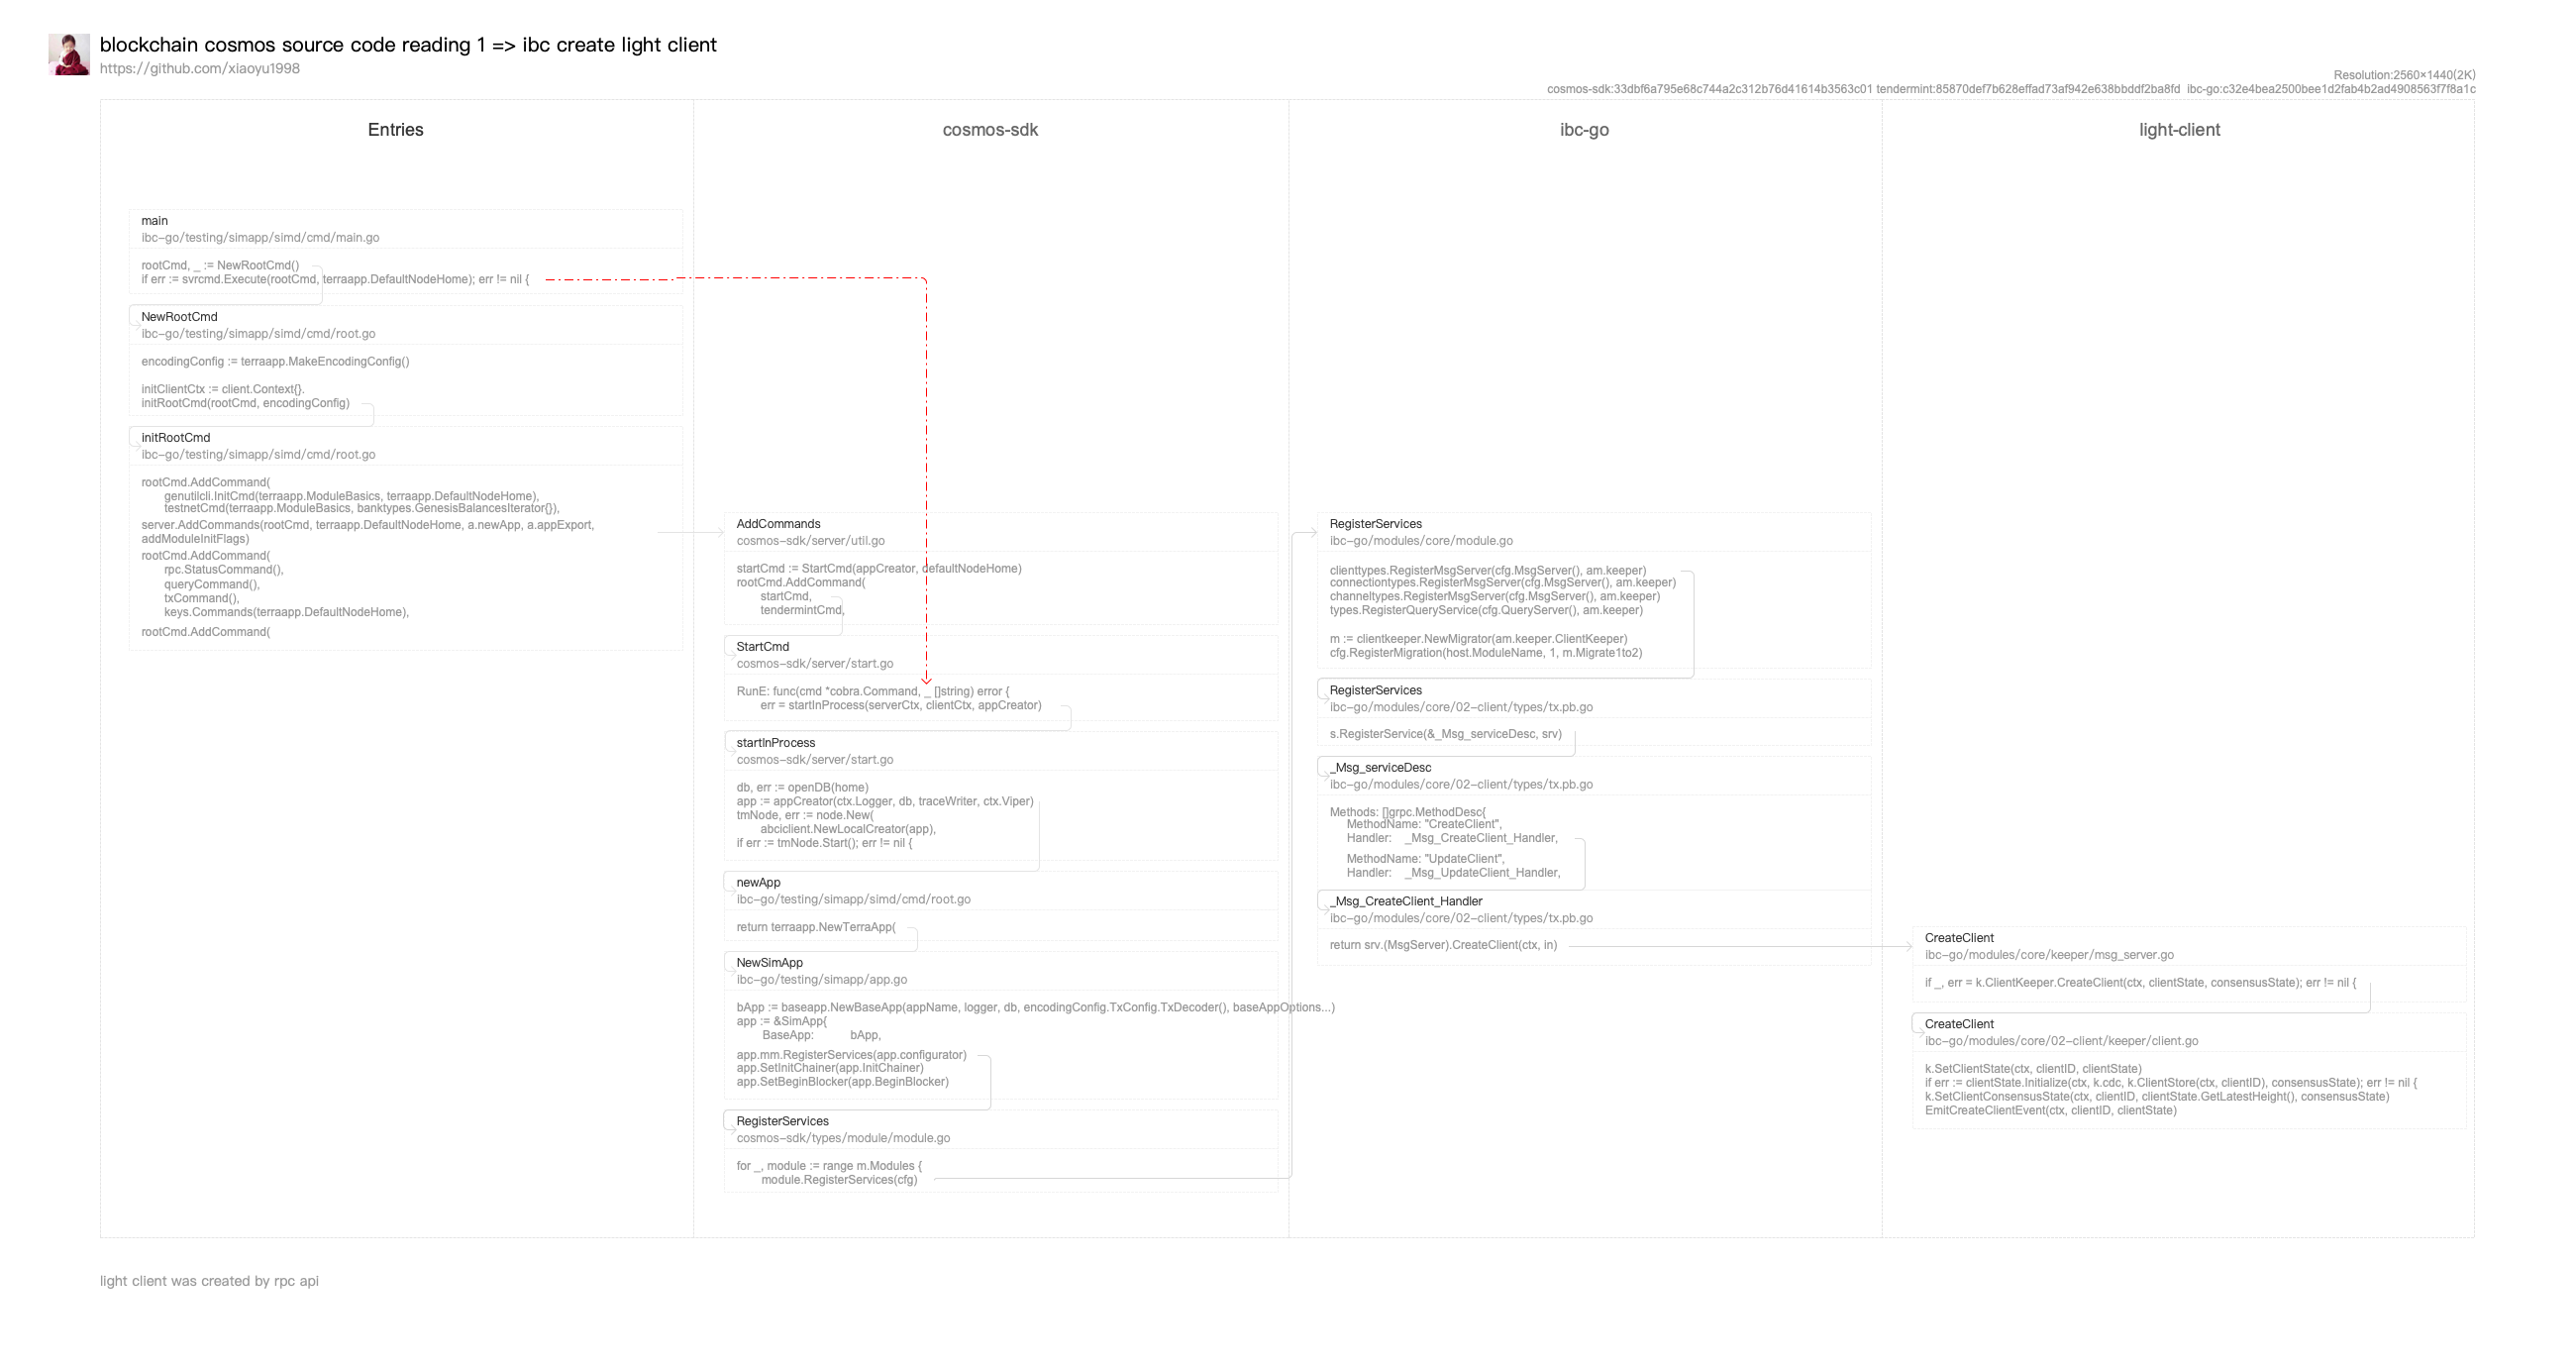 blockchain cosmos source code reading 1 => ibc create light client
https://github.com/xiaoyu1998
Resolution:2560×1440(2K)
cosmos-sdk:33dbf6a795e68c744a2c312b76d41614b3563c01 tendermint:85870def7b628effad73af942e638bbddf2ba8fd  ibc-go:c32e4bea2500bee1d2fab4b2ad4908563f7f8a1c
Entries
main
ibc-go/testing/simapp/simd/cmd/main.go
rootCmd, _ := NewRootCmd()
if err := svrcmd.Execute(rootCmd, terraapp.DefaultNodeHome); err != nil {
NewRootCmd
ibc-go/testing/simapp/simd/cmd/root.go
encodingConfig := terraapp.MakeEncodingConfig()
initClientCtx := client.Context{}.
initRootCmd(rootCmd, encodingConfig)
initRootCmd
ibc-go/testing/simapp/simd/cmd/root.go
rootCmd.AddCommand(
genutilcli.InitCmd(terraapp.ModuleBasics, terraapp.DefaultNodeHome),
testnetCmd(terraapp.ModuleBasics, banktypes.GenesisBalancesIterator{}),
server.AddCommands(rootCmd, terraapp.DefaultNodeHome, a.newApp, a.appExport,
addModuleInitFlags)
rootCmd.AddCommand(
rpc.StatusCommand(),
queryCommand(),
txCommand(),
keys.Commands(terraapp.DefaultNodeHome),
rootCmd.AddCommand(
cosmos-sdk
AddCommands
cosmos-sdk/server/util.go
startCmd := StartCmd(appCreator, defaultNodeHome)
rootCmd.AddCommand(
startCmd,
tendermintCmd,
StartCmd
cosmos-sdk/server/start.go
RunE: func(cmd *cobra.Command, _ []string) error {
err = startInProcess(serverCtx, clientCtx, appCreator)
startInProcess
cosmos-sdk/server/start.go
db, err := openDB(home)
app := appCreator(ctx.Logger, db, traceWriter, ctx.Viper)
tmNode, err := node.New(
abciclient.NewLocalCreator(app),
if err := tmNode.Start(); err != nil {
newApp
ibc-go/testing/simapp/simd/cmd/root.go
return terraapp.NewTerraApp(
NewSimApp
ibc-go/testing/simapp/app.go
bApp := baseapp.NewBaseApp(appName, logger, db, encodingConfig.TxConfig.TxDecoder(), baseAppOptions...)
app := &SimApp{
BaseApp:           bApp,
app.mm.RegisterServices(app.configurator)
app.SetInitChainer(app.InitChainer)
app.SetBeginBlocker(app.BeginBlocker)
RegisterServices
cosmos-sdk/types/module/module.go
for _, module := range m.Modules {
module.RegisterServices(cfg)
ibc-go
RegisterServices
ibc-go/modules/core/module.go
clienttypes.RegisterMsgServer(cfg.MsgServer(), am.keeper)
connectiontypes.RegisterMsgServer(cfg.MsgServer(), am.keeper)
channeltypes.RegisterMsgServer(cfg.MsgServer(), am.keeper)
types.RegisterQueryService(cfg.QueryServer(), am.keeper)
m := clientkeeper.NewMigrator(am.keeper.ClientKeeper)
cfg.RegisterMigration(host.ModuleName, 1, m.Migrate1to2)
RegisterServices
ibc-go/modules/core/02-client/types/tx.pb.go
s.RegisterService(&_Msg_serviceDesc, srv)
_Msg_serviceDesc
ibc-go/modules/core/02-client/types/tx.pb.go
Methods: []grpc.MethodDesc{
MethodName: "CreateClient",
Handler:    _Msg_CreateClient_Handler,
MethodName: "UpdateClient",
Handler:    _Msg_UpdateClient_Handler,
_Msg_CreateClient_Handler
ibc-go/modules/core/02-client/types/tx.pb.go
return srv.(MsgServer).CreateClient(ctx, in)
light-client
CreateClient
ibc-go/modules/core/keeper/msg_server.go
if _, err = k.ClientKeeper.CreateClient(ctx, clientState, consensusState); err != nil {
CreateClient
ibc-go/modules/core/02-client/keeper/client.go
k.SetClientState(ctx, clientID, clientState)
if err := clientState.Initialize(ctx, k.cdc, k.ClientStore(ctx, clientID), consensusState); err != nil {
k.SetClientConsensusState(ctx, clientID, clientState.GetLatestHeight(), consensusState)
EmitCreateClientEvent(ctx, clientID, clientState)
light client was created by rpc api